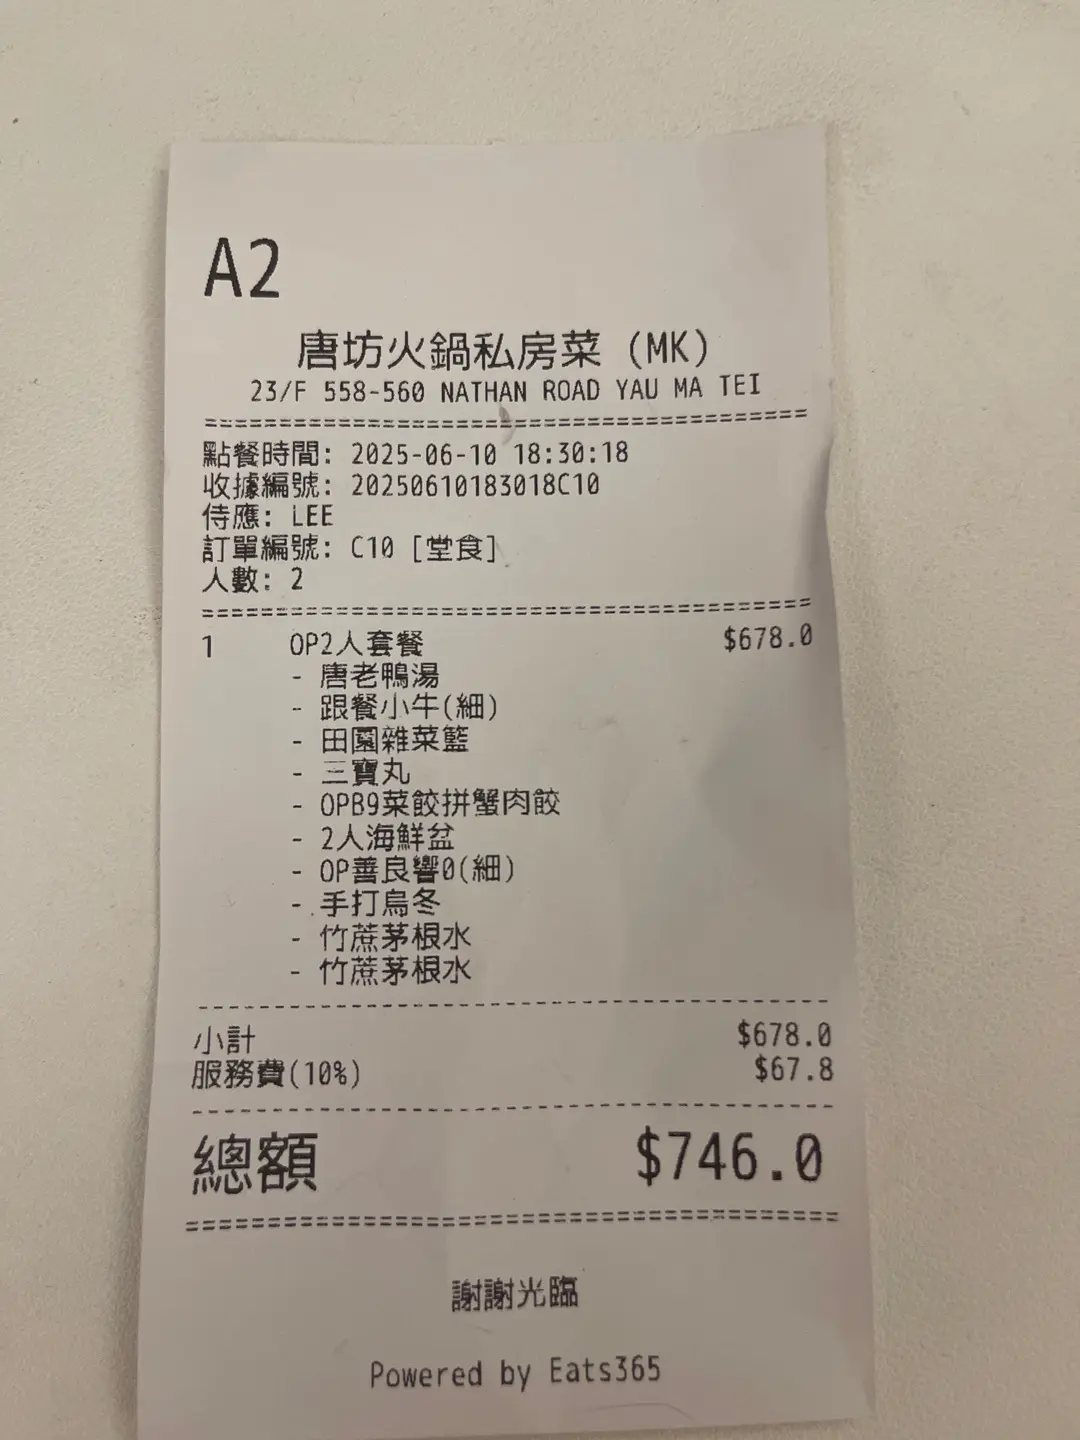 A2
唐坊火鍋私房菜 (MK)
23/F 558-560 NATHAN ROAD YAU MA TEI
========================================
點餐時間: 2025-06-10 18:30:18
收據編號: 20250610183018C10
侍應: LEE
訂單編號: C10 [堂食]
人數: 2
========================================
1 OP2人套餐 $678.0
- 唐老鴨湯
- 跟餐小牛(細)
- 田園雜菜籃
- 三寶丸
- OPB9菜餃拼蟹肉餃
- 2人海鮮盆
- OP善良響0(細)
- 手打烏冬
- 竹蔗茅根水
- 竹蔗茅根水
----------------------------------------
小計 $678.0
服務費(10%) $67.8
----------------------------------------
總額 $746.0
========================================
謝謝光臨
Powered by Eats365